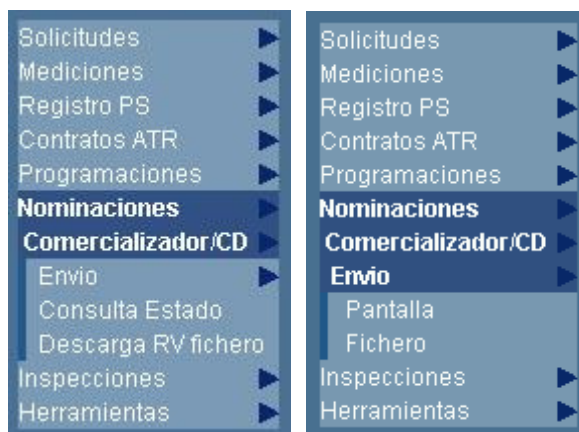 Solicitudes
Mediciones
Registro PS
Contratos ATR
Programaciones
Nominaciones
Comercializador/CD
Envio
Consulta Estado
Descarga RV fichero
Inspecciones
Herramientas
Solicitudes
Mediciones
Registro PS
Contratos ATR
Programaciones
Nominaciones
Comercializador/CD
Envio
Pantalla
Fichero
Inspecciones
Herramientas